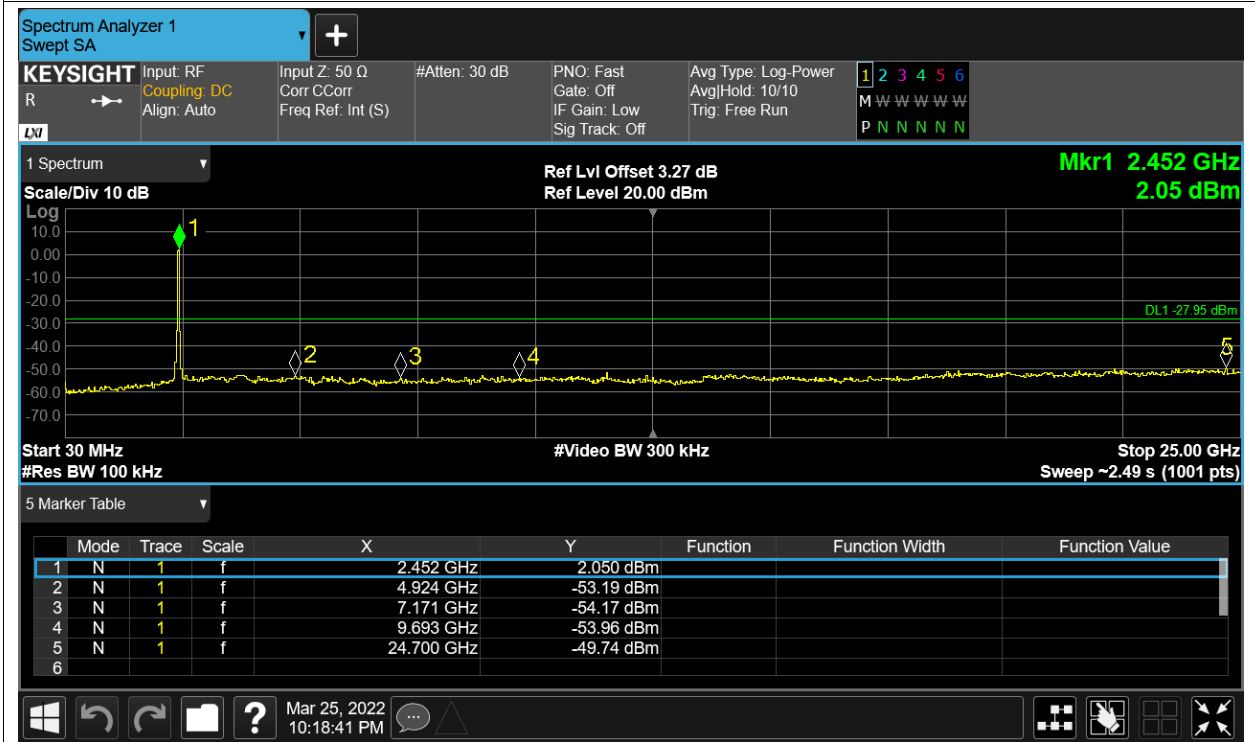 Spectrum Analyzer 1
Swept SA
+
KEYSIGHT Input: RF Input Z: 50 Ω #Atten: 30 dB PNO: Fast Avg Type: Log-Power 1 2 3 4 5 6
R Coupling: DC Corr CCorr Gate: Off Avg|Hold: 10/10 M W W W W W
Align: Auto Freq Ref: Int (S) IF Gain: Low Trig: Free Run
LXI Sig Track: Off P N N N N N
1 Spectrum Ref Lvl Offset 3.27 dB Mkr1 2.452 GHz
Scale/Div 10 dB Ref Level 20.00 dBm 2.05 dBm
Log
1
10.0
0.00
-10.0
-20.0
DL1 -27.95 dBm
-30.0
-40.0
2 3 4 5
-50.0
-60.0
-70.0
Start 30 MHz #Video BW 300 kHz Stop 25.00 GHz
#Res BW 100 kHz Sweep ~2.49 s (1001 pts)
5 Marker Table
Mode Trace Scale X Y Function Function Width Function Value
1 N 1 f 2.452 GHz 2.050 dBm
2 N 1 f 4.924 GHz -53.19 dBm
3 N 1 f 7.171 GHz -54.17 dBm
4 N 1 f 9.693 GHz -53.96 dBm
5 N 1 f 24.700 GHz -49.74 dBm
6
? Mar 25, 2022
10:18:41 PM